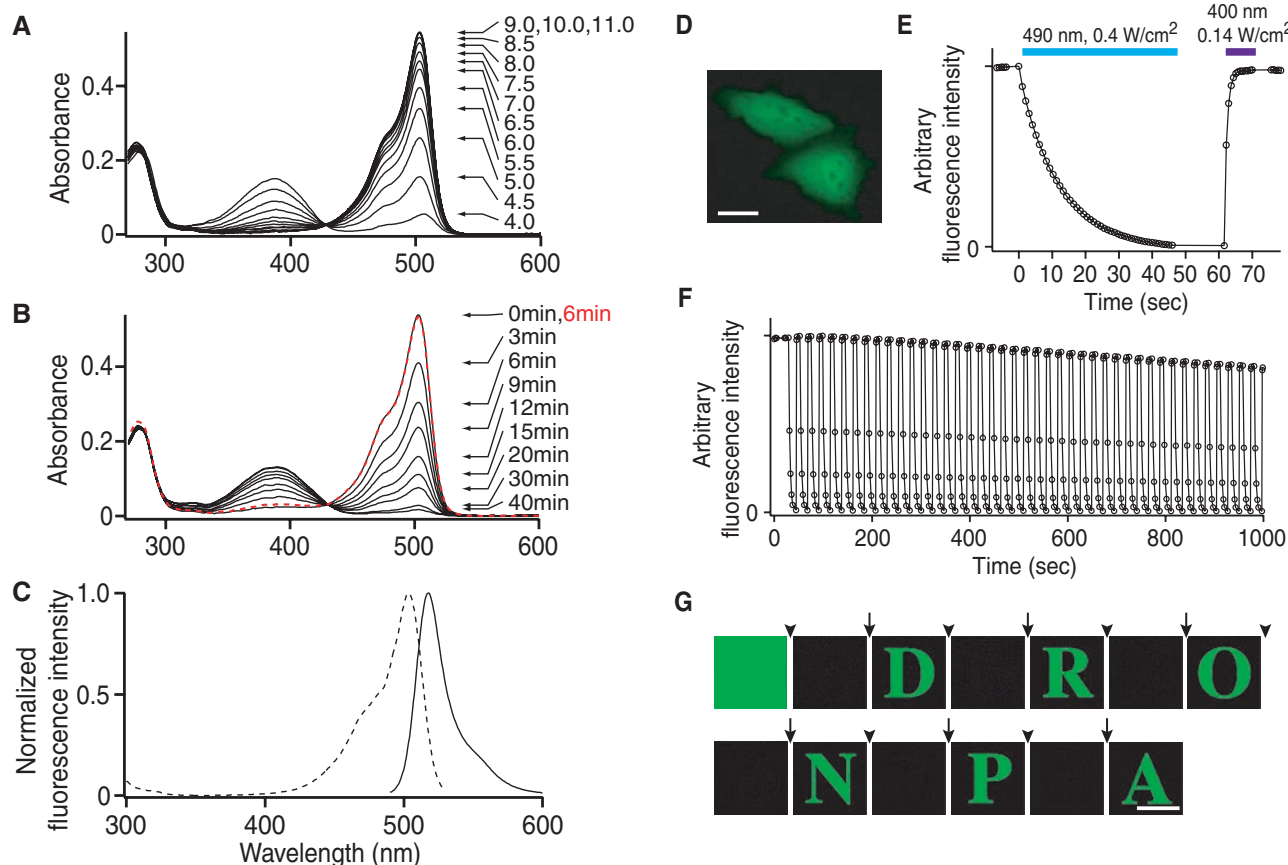 A
Absorbance
0.4
0.2
0
300 400 500 600
9.0,10.0,11.0
8.5
8.0
7.5
7.0
6.5
6.0
5.5
5.0
4.5
4.0
B
Absorbance
0.4
0.2
0
300 400 500 600
0min,6min
3min
6min
9min
12min
15min
20min
30min
40min
C
Normalized
fluorescence intensity
1.0
0.5
0
300 400 500 600
Wavelength (nm)
D
E
490 nm, 0.4 W/cm²
400 nm
0.14 W/cm²
Arbitrary
fluorescence intensity
0
0 10 20 30 40 50 60 70
Time (sec)
F
Arbitrary
fluorescence intensity
0
0 200 400 600 800 1000
Time (sec)
G
D R O
N P A